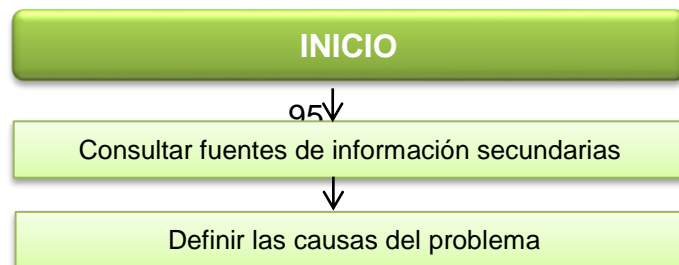 INICIO
95
Consultar fuentes de información secundarias
Definir las causas del problema